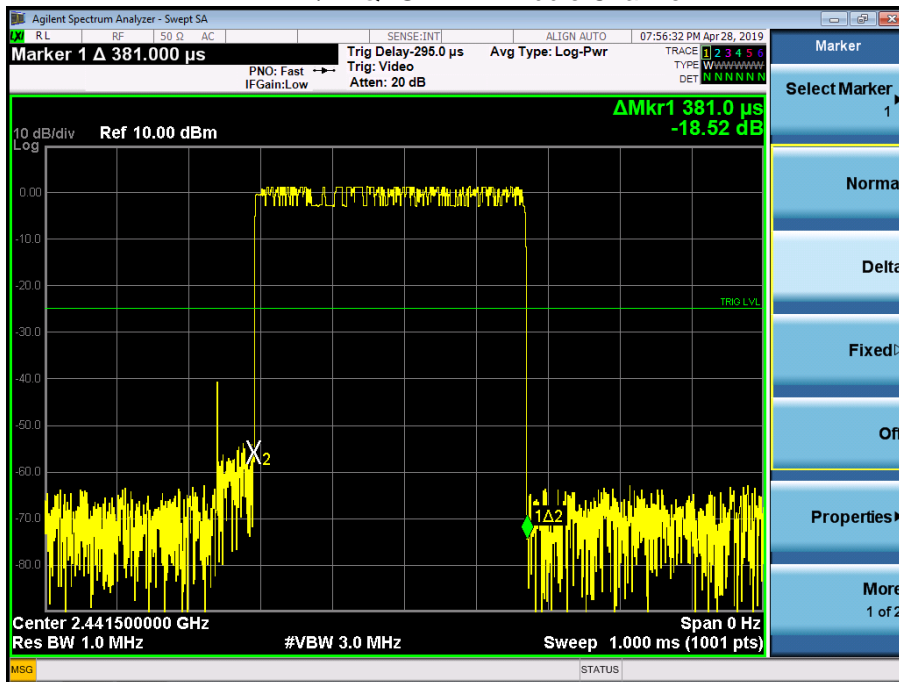 Agilent Spectrum Analyzer - Swept SA
LXI RL RF 50 Ω AC SENSE:INT ALIGN AUTO 07:56:32 PM Apr 28, 2019
Marker 1 Δ 381.000 µs
Trig Delay-295.0 µs Avg Type: Log-Pwr TRACE 1 2 3 4 5 6
PNO: Fast Trig: Video TYPE WWWWWWW
IFGain:Low Atten: 20 dB DET N N N N N N
ΔMkr1 381.0 µs
-18.52 dB
10 dB/div Ref 10.00 dBm
Log
0.00
-10.0
-20.0
TRIG LVL
-30.0
-40.0
-50.0
2
-60.0
1Δ2
-70.0
-80.0
Center 2.441500000 GHz Span 0 Hz
Res BW 1.0 MHz #VBW 3.0 MHz Sweep 1.000 ms (1001 pts)
MSG STATUS
Marker
Select Marker
1
Norma
Delta
Fixed
Off
Properties
More
1 of 2